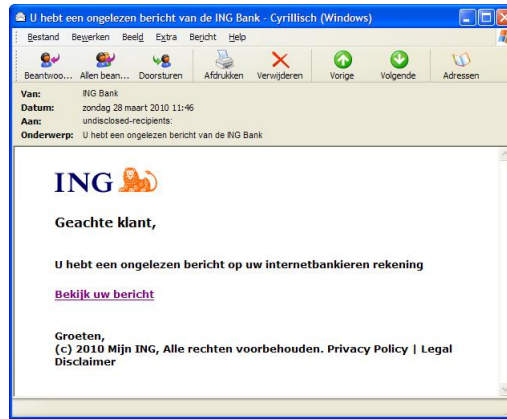 U hebt een ongelezen bericht van de ING Bank - Cyrillisch (Windows)
Bestand Bewerken Beeld Extra Bericht Help
Beantwoo... Allen bean... Doorsturen Afdrukken Verwijderen Vorige Volgende Adressen
Van: ING Bank
Datum: zondag 28 maart 2010 11:46
Aan: undisclosed-recipients:
Onderwerp: U hebt een ongelezen bericht van de ING Bank
ING
Geachte klant,
U hebt een ongelezen bericht op uw internetbankieren rekening
Bekijk uw bericht
Groeten,
(c) 2010 Mijn ING, Alle rechten voorbehouden. Privacy Policy | Legal
Disclaimer